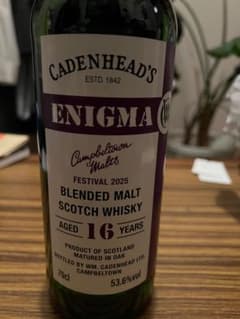 CADENHEAD'S
ESTD. 1842
ENIGMA
Campbeltown
Malts
FESTIVAL 2025
BLENDED MALT
SCOTCH WHISKY
AGED 16 YEARS
PRODUCT OF SCOTLAND
MATURED IN OAK
BOTTLED BY WM. CADENHEAD LTD.
CAMPBELTOWN
70cl 53.6%vol